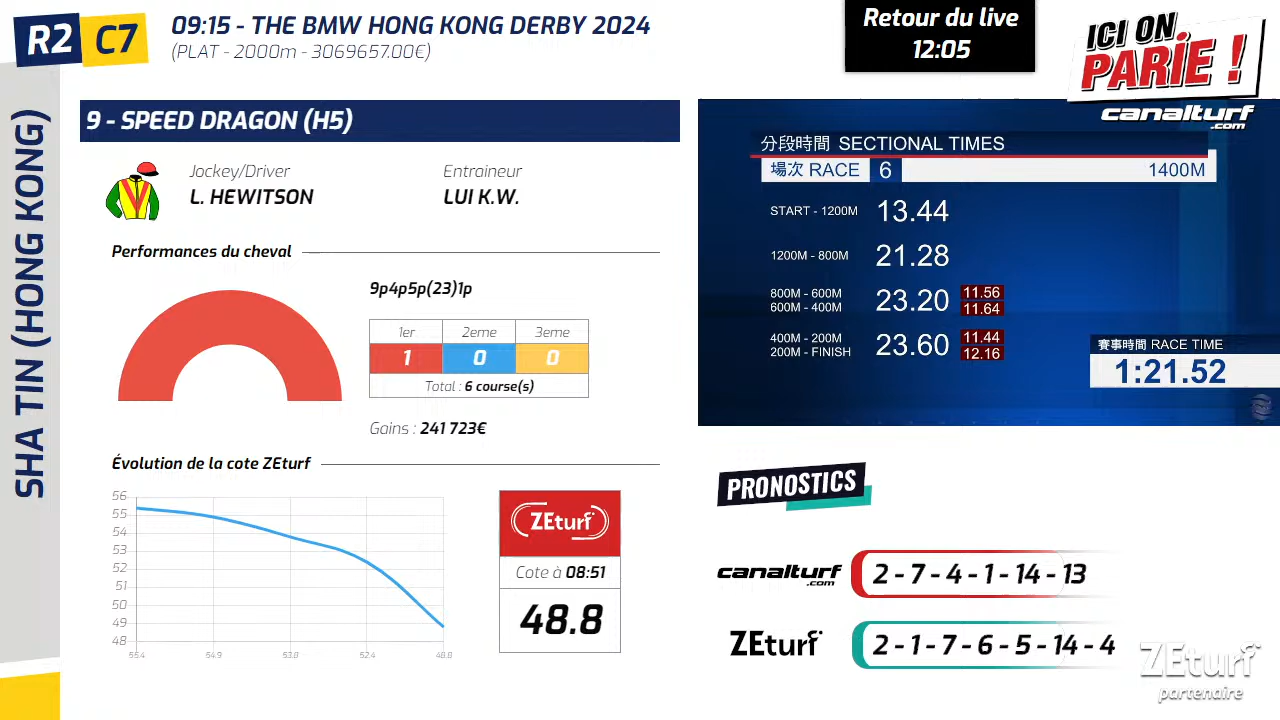 R2 C7
09:15 - THE BMW HONG KONG DERBY 2024
(PLAT - 2000m - 3069657.00€)
Retour du live
12:05
ICI ON
PARIE !
canalturf
.com
SHA TIN (HONG KONG)
9 - SPEED DRAGON (H5)
Jockey/Driver
L. HEWITSON
Entraineur
LUI K.W.
Performances du cheval
9p4p5p(23)1p
1er 2eme 3eme
1 0 0
Total : 6 course(s)
Gains : 241 723€
Évolution de la cote ZEturf
56
55
54
53
52
51
50
49
48
55.4 54.9 53.8 52.4 48.8
ZEturf
Cote à 08:51
48.8
分段時間 SECTIONAL TIMES
場次 RACE 6 1400M
START - 1200M 13.44
1200M - 800M 21.28
800M - 600M 11.56
600M - 400M 23.20 11.64
400M - 200M 11.44
200M - FINISH 23.60 12.16
賽事時間 RACE TIME
1:21.52
PRONOSTICS
canalturf
.com
2 - 7 - 4 - 1 - 14 - 13
ZEturf
2 - 1 - 7 - 6 - 5 - 14 - 4
ZEturf
partenaire